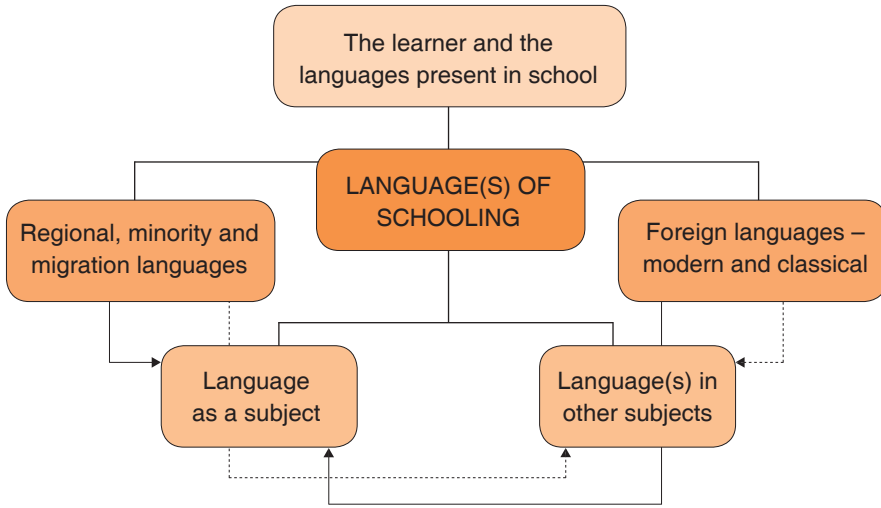 The learner and the
languages present in school
LANGUAGE(S) OF
SCHOOLING
Regional, minority and
migration languages
Foreign languages –
modern and classical
Language
as a subject
Language(s) in
other subjects